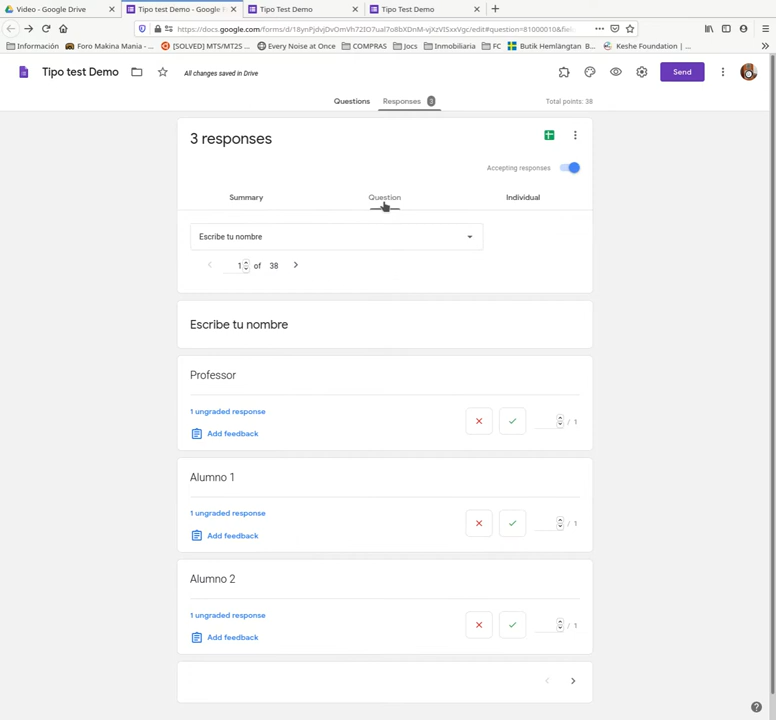 Video - Google Drive
Tipo test Demo - Google F
Tipo Test Demo
Tipo Test Demo
Información
Foro Makina Mania - ...
[SOLVED] MTS/MT2S ...
Every Noise at Once
COMPRAS
Jocs
Inmobiliaria
FC
Butik Hemlängtan B...
Keshe Foundation | ...
Tipo test Demo
All changes saved in Drive
Send
Questions
Responses
3
Total points: 38
3 responses
Accepting responses
Summary
Question
Individual
Escribe tu nombre
1 of 38
Escribe tu nombre
Professor
1 ungraded response
Add feedback
/ 1
Alumno 1
1 ungraded response
Add feedback
/ 1
Alumno 2
1 ungraded response
Add feedback
/ 1